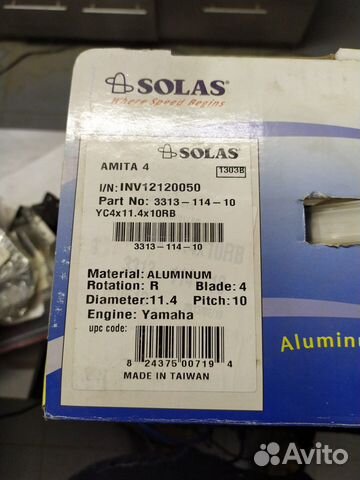 SOLAS®
Where Speed Begins
SOLAS®
AMITA 4
1303B
I/N: INV12120050
Part No: 3313-114-10
YC4x11.4x10RB
3313-114-10
Material: ALUMINUM
Rotation: R Blade: 4
Diameter: 11.4 Pitch: 10
Engine: Yamaha
upc code:
8 24375 00719 4
MADE IN TAIWAN
Avito